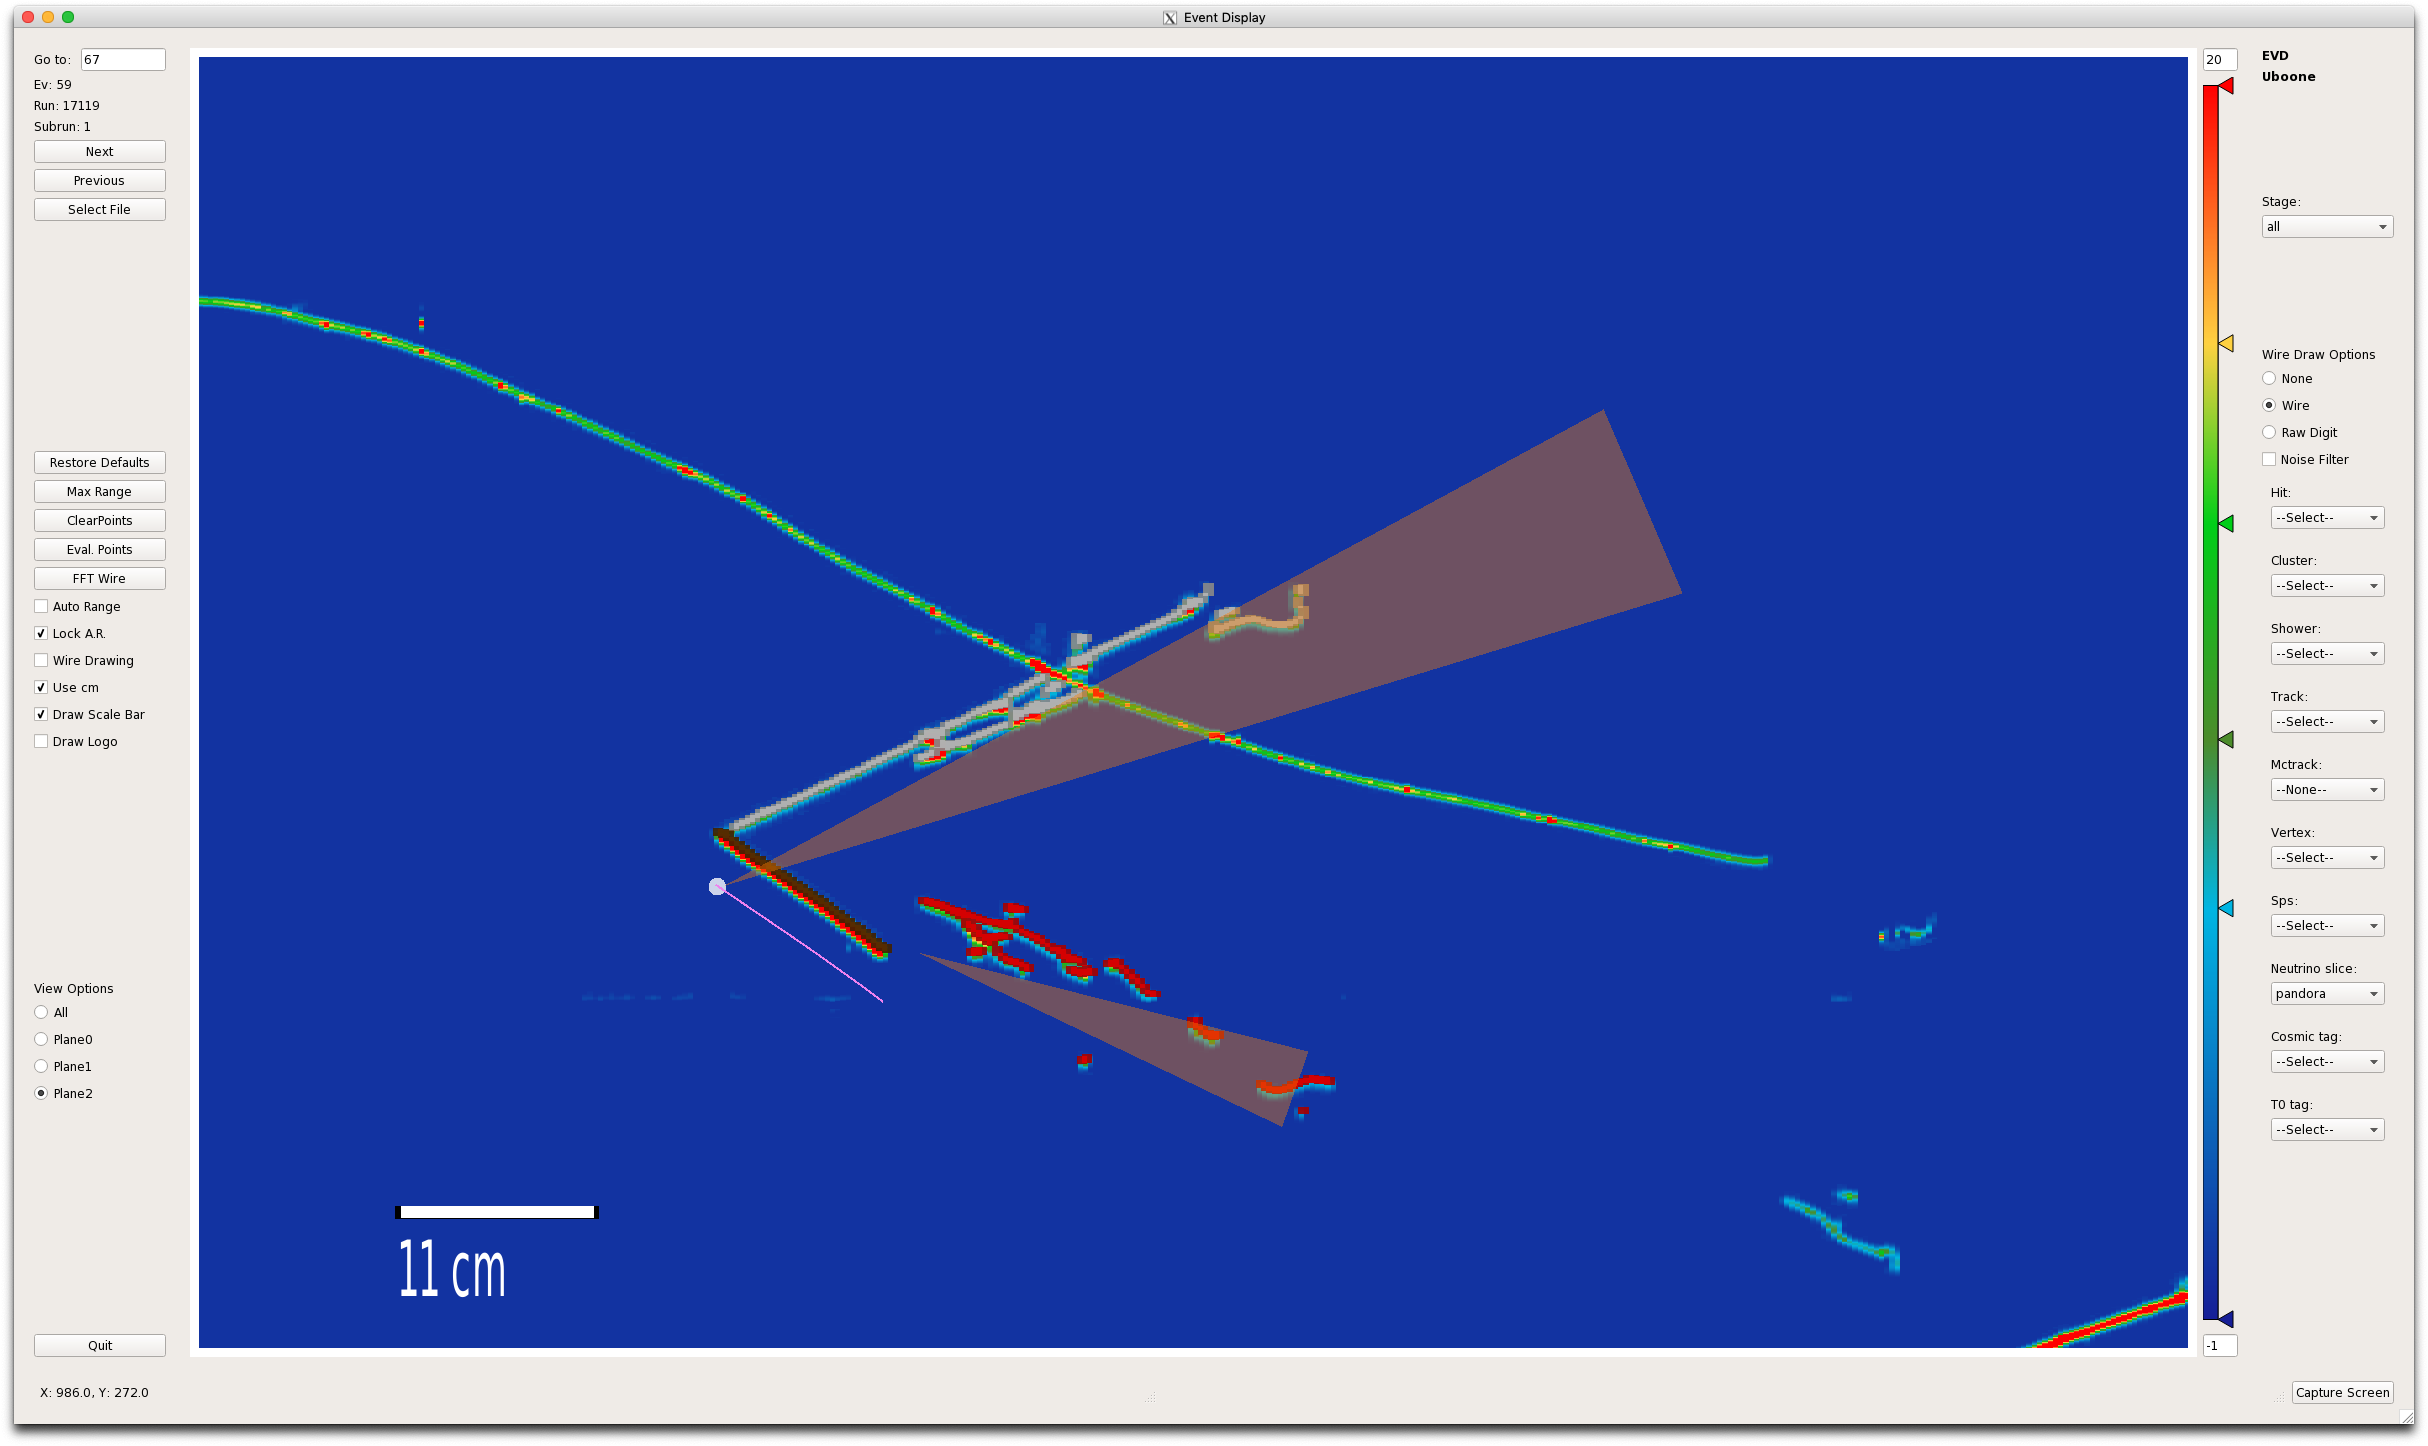 Event Display
Go to: 67
Ev: 59
Run: 17119
Subrun: 1
Next
Previous
Select File
Restore Defaults
Max Range
ClearPoints
Eval. Points
FFT Wire
Auto Range
Lock A.R.
Wire Drawing
Use cm
Draw Scale Bar
Draw Logo
View Options
All
Plane0
Plane1
Plane2
Quit
X: 986.0, Y: 272.0
11 cm
20
-1
EVD
Uboone
Stage:
all
Wire Draw Options
None
Wire
Raw Digit
Noise Filter
Hit:
--Select--
Cluster:
--Select--
Shower:
--Select--
Track:
--Select--
Mctrack:
--None--
Vertex:
--Select--
Sps:
--Select--
Neutrino slice:
pandora
Cosmic tag:
--Select--
T0 tag:
--Select--
Capture Screen